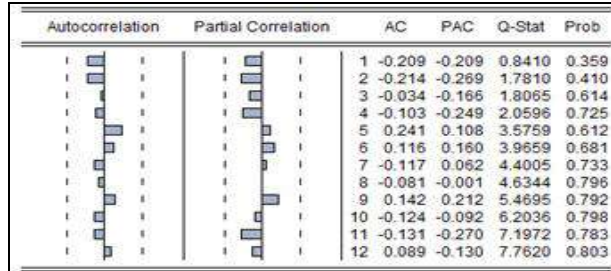 Autocorrelation Partial Correlation AC PAC Q-Stat Prob
1 -0.209 -0.209 0.8410 0.359
2 -0.214 -0.269 1.7810 0.410
3 -0.034 -0.166 1.8065 0.614
4 -0.103 -0.249 2.0596 0.725
5 0.241 0.108 3.5759 0.612
6 0.116 0.160 3.9659 0.681
7 -0.117 0.062 4.4005 0.733
8 -0.081 -0.001 4.6344 0.796
9 0.142 0.212 5.4695 0.792
10 -0.124 -0.092 6.2036 0.798
11 -0.131 -0.270 7.1972 0.783
12 0.089 -0.130 7.7620 0.803